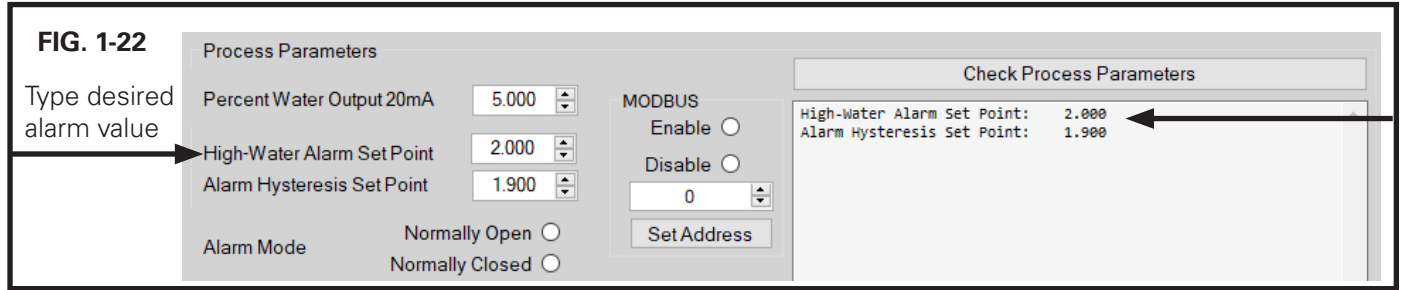 FIG. 1-22
Type desired
alarm value
Process Parameters
Percent Water Output 20mA 5.000
High-Water Alarm Set Point 2.000
Alarm Hysteresis Set Point 1.900
Alarm Mode
Normally Open
Normally Closed
MODBUS
Enable
Disable
0
Set Address
Check Process Parameters
High-Water Alarm Set Point: 2.000
Alarm Hysteresis Set Point: 1.900